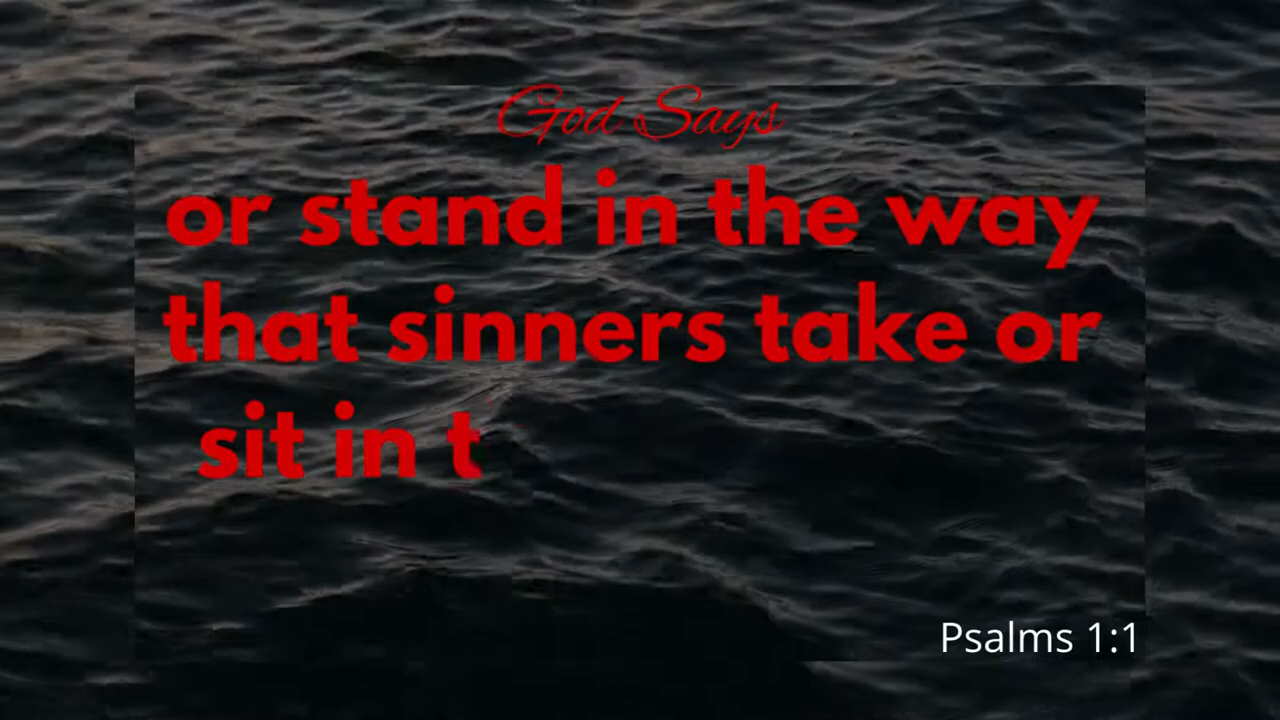 God Says
or stand in the way
that sinners take or
sit in t
Psalms 1:1